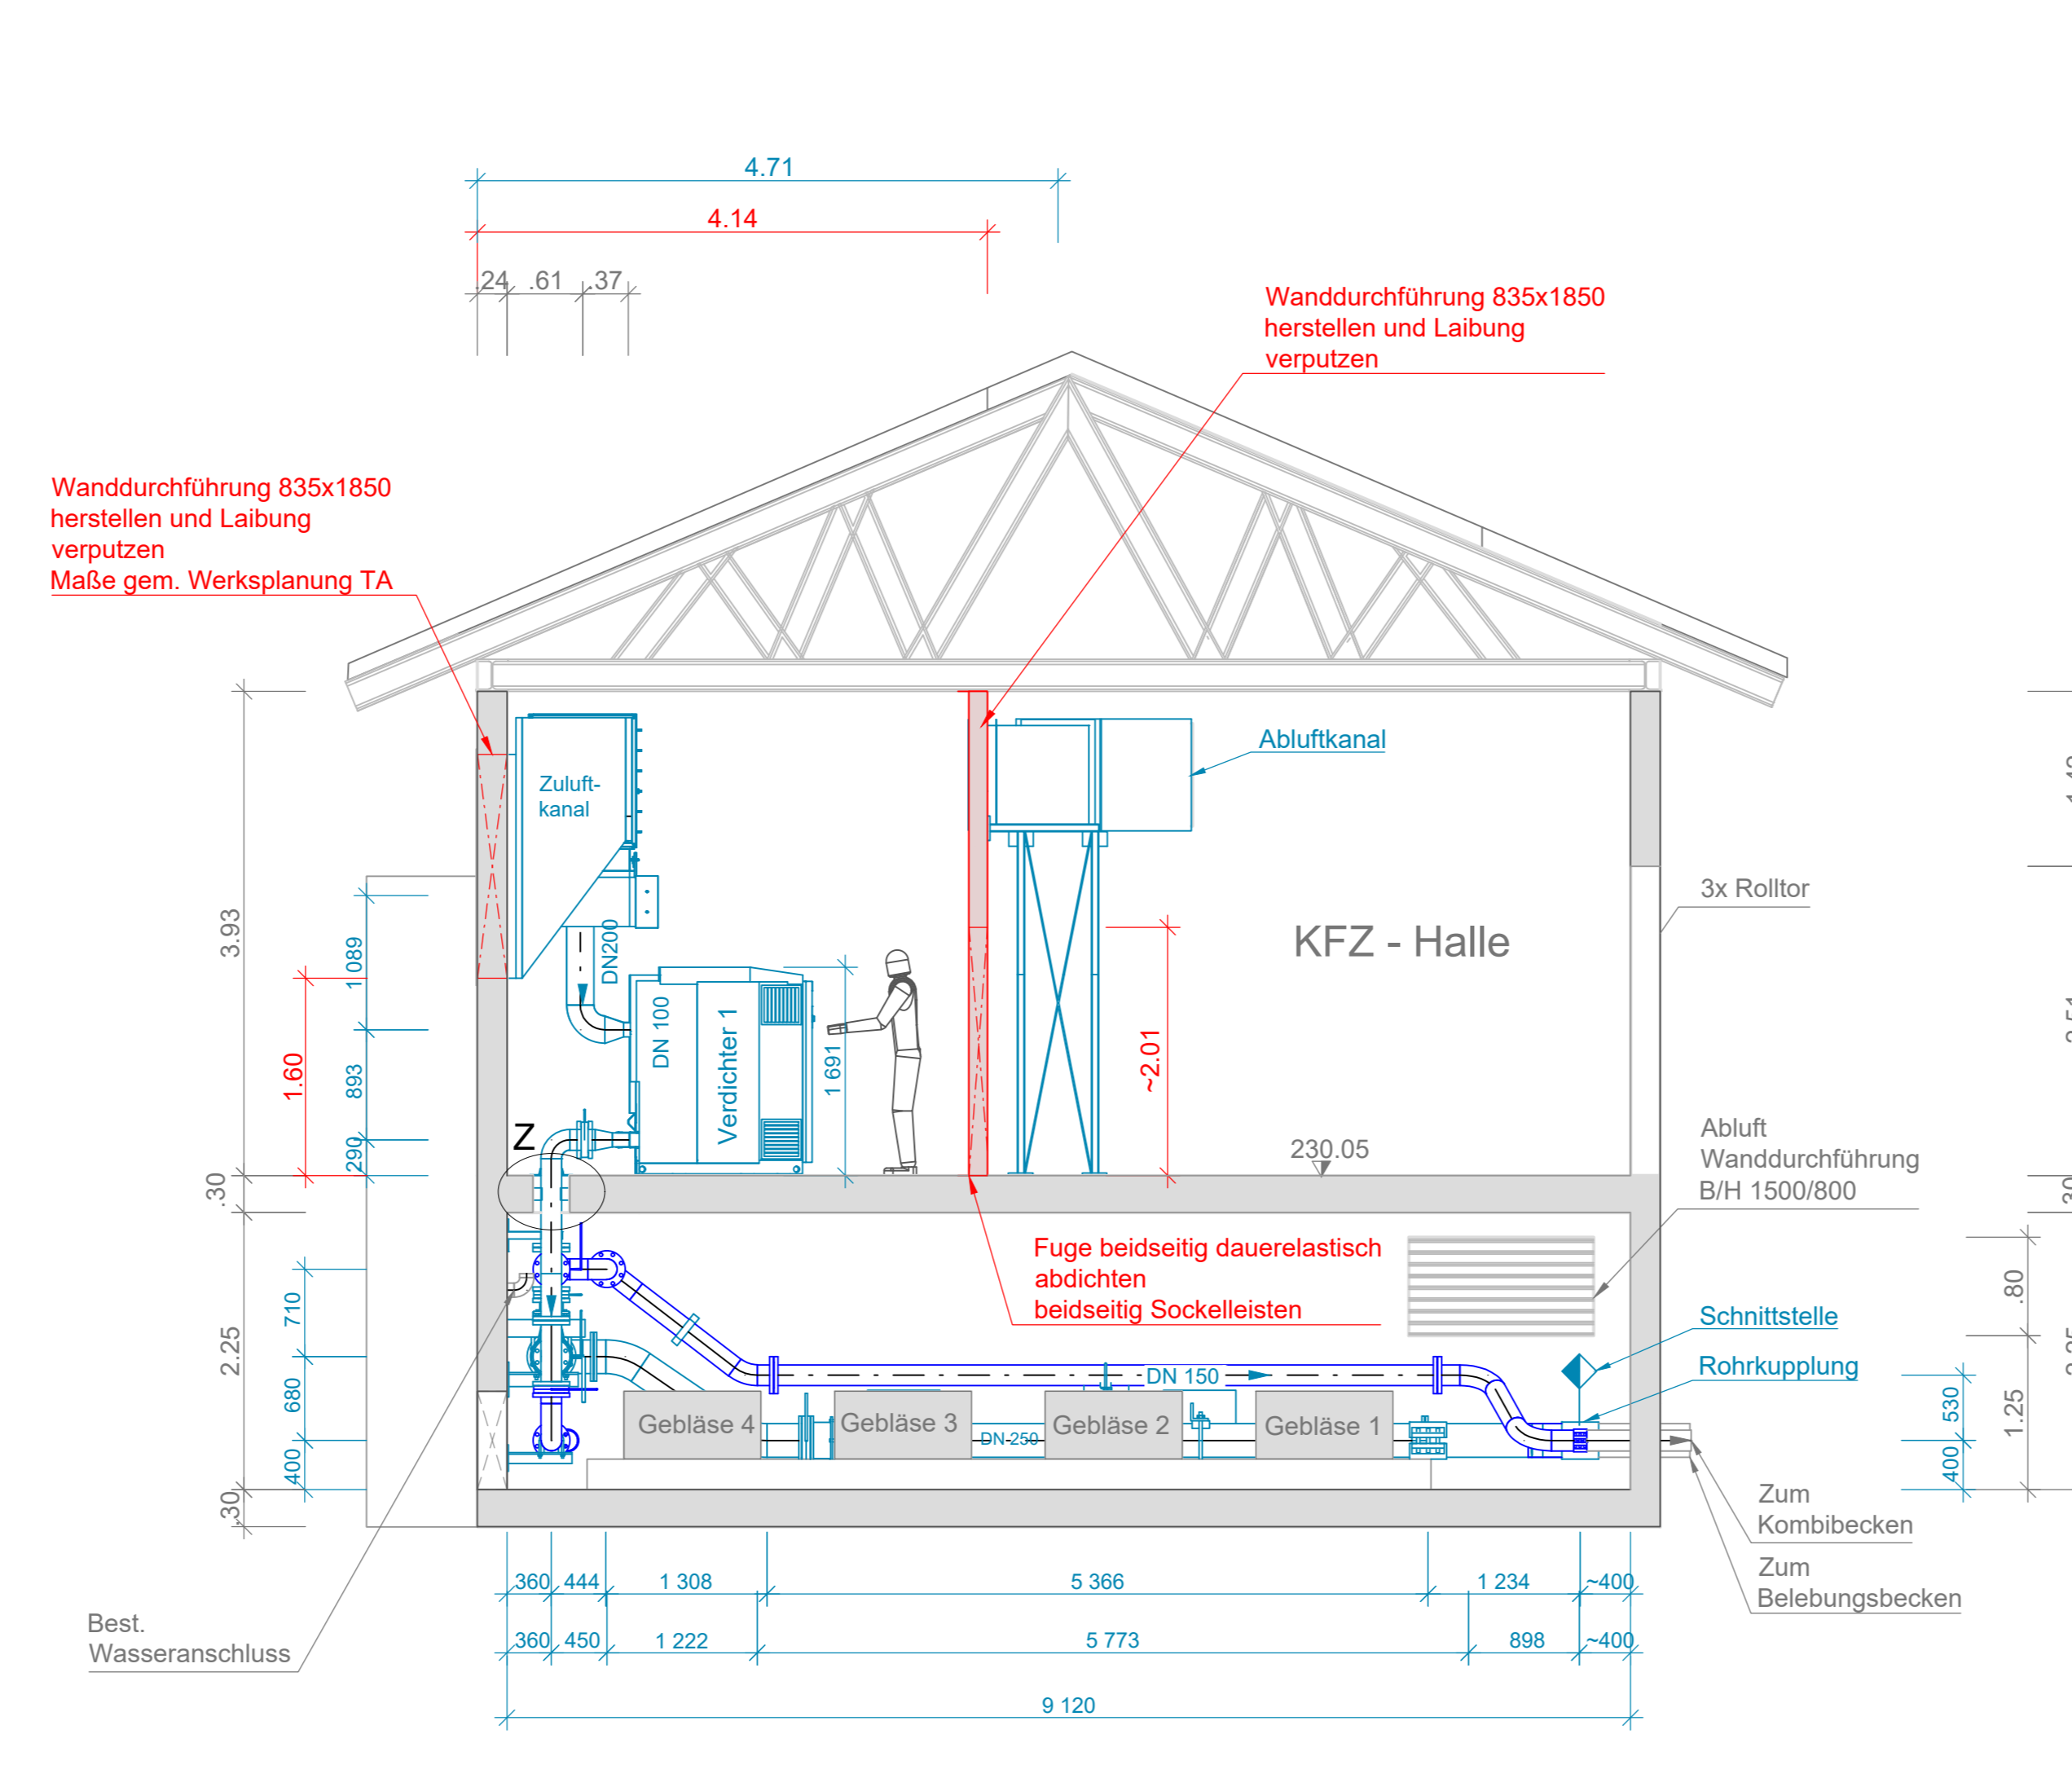 4.71
4.14
.24 .61 .37
Wanddurchführung 835x1850
herstellen und Laibung
verputzen
Wanddurchführung 835x1850
herstellen und Laibung
verputzen
Maße gem. Werksplanung TA
Zuluft-
kanal
Abluftkanal
3x Rolltor
KFZ - Halle
DN200
DN 100
Verdichter 1
1 691
~2.01
3.93
1 089
893
290
1.60
Z
230.05
.30
Abluft
Wanddurchführung
B/H 1500/800
Fuge beidseitig dauerelastisch
abdichten
beidseitig Sockelleisten
Schnittstelle
Rohrkupplung
DN 150
Gebläse 4
Gebläse 3
DN-250
Gebläse 2
Gebläse 1
710
680
400
2.25
.30
.80
1.25
530
400
Zum
Kombibecken
Zum
Belebungsbecken
360 444 1 308 5 366 1 234 ~400
360 450 1 222 5 773 898 ~400
9 120
Best.
Wasseranschluss